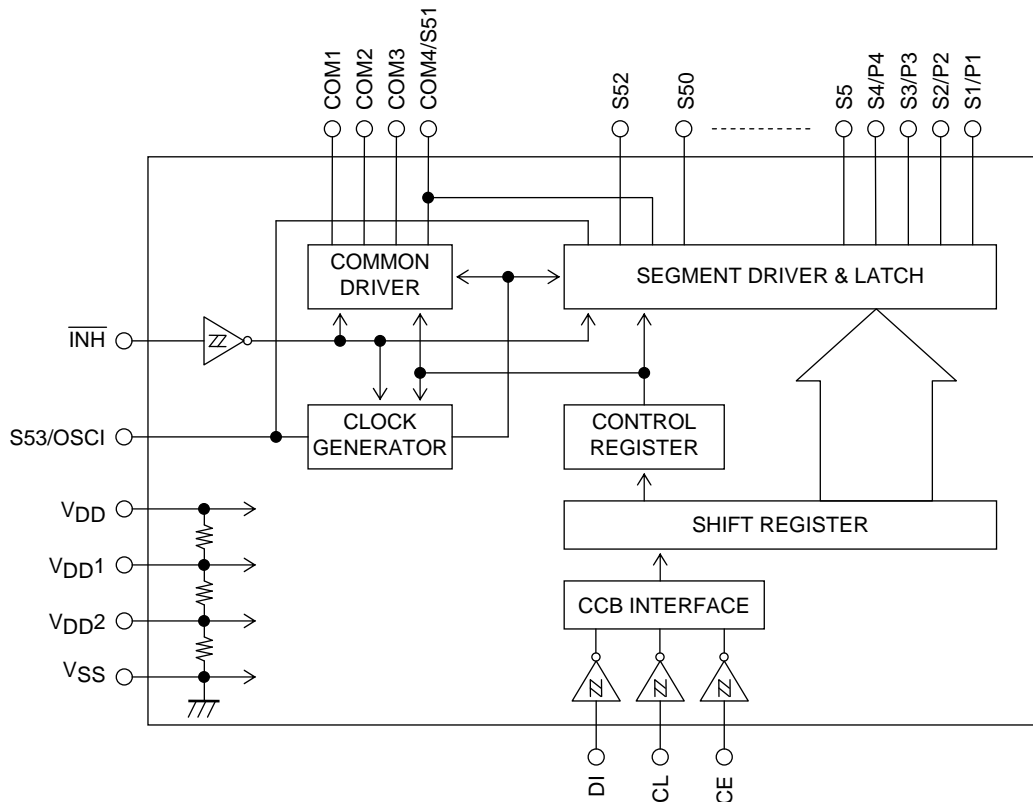 COM1
COM2
COM3
COM4/S51
S52
S50
S5
S4/P4
S3/P3
S2/P2
S1/P1
COMMON
DRIVER
SEGMENT DRIVER & LATCH
INH
CLOCK
GENERATOR
CONTROL
REGISTER
S53/OSCI
VDD
SHIFT REGISTER
VDD1
CCB INTERFACE
VDD2
VSS
DI
CL
CE